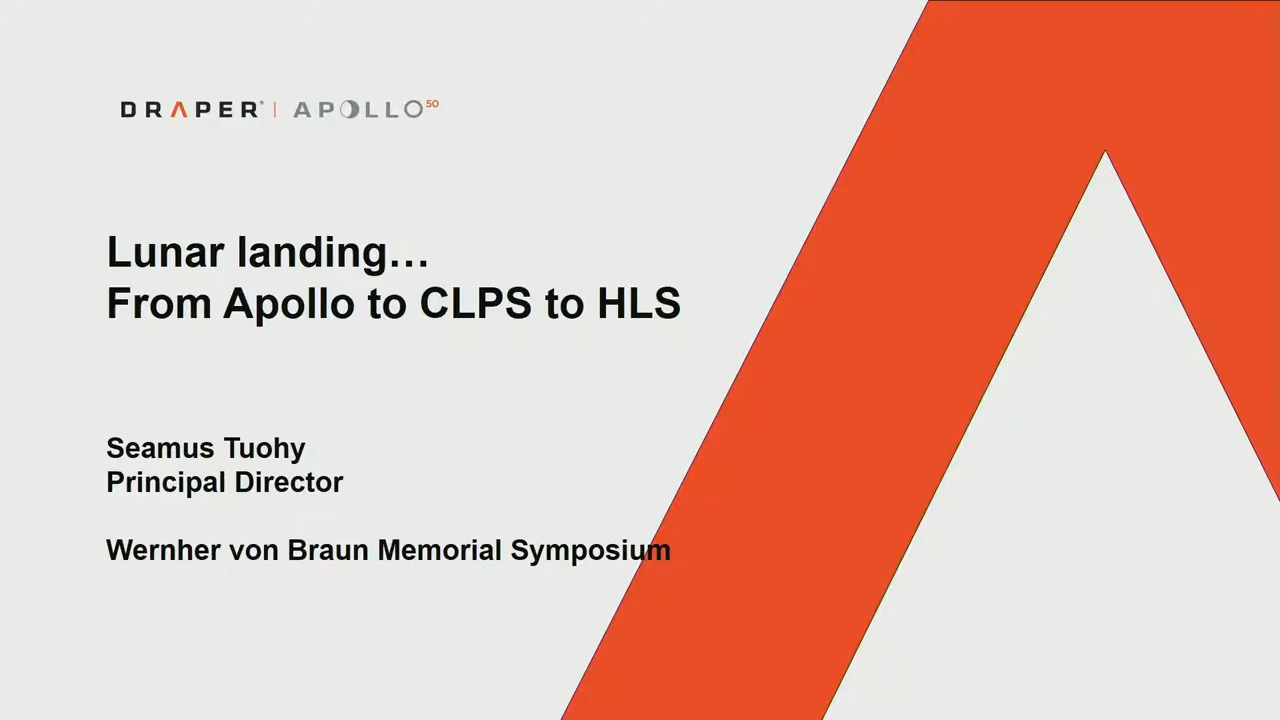 DRAPER® | APOLLO50
Lunar landing…
From Apollo to CLPS to HLS
Seamus Tuohy
Principal Director
Wernher von Braun Memorial Symposium